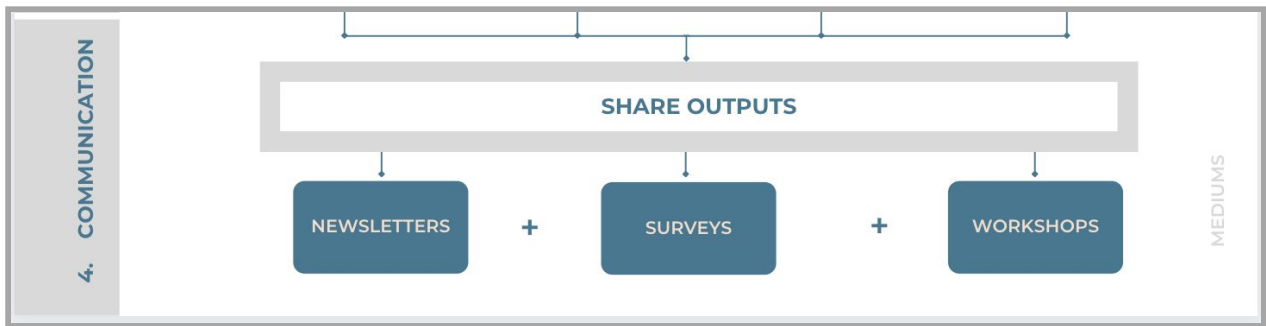 4. COMMUNICATION
SHARE OUTPUTS
NEWSLETTERS + SURVEYS + WORKSHOPS
MEDIUMS